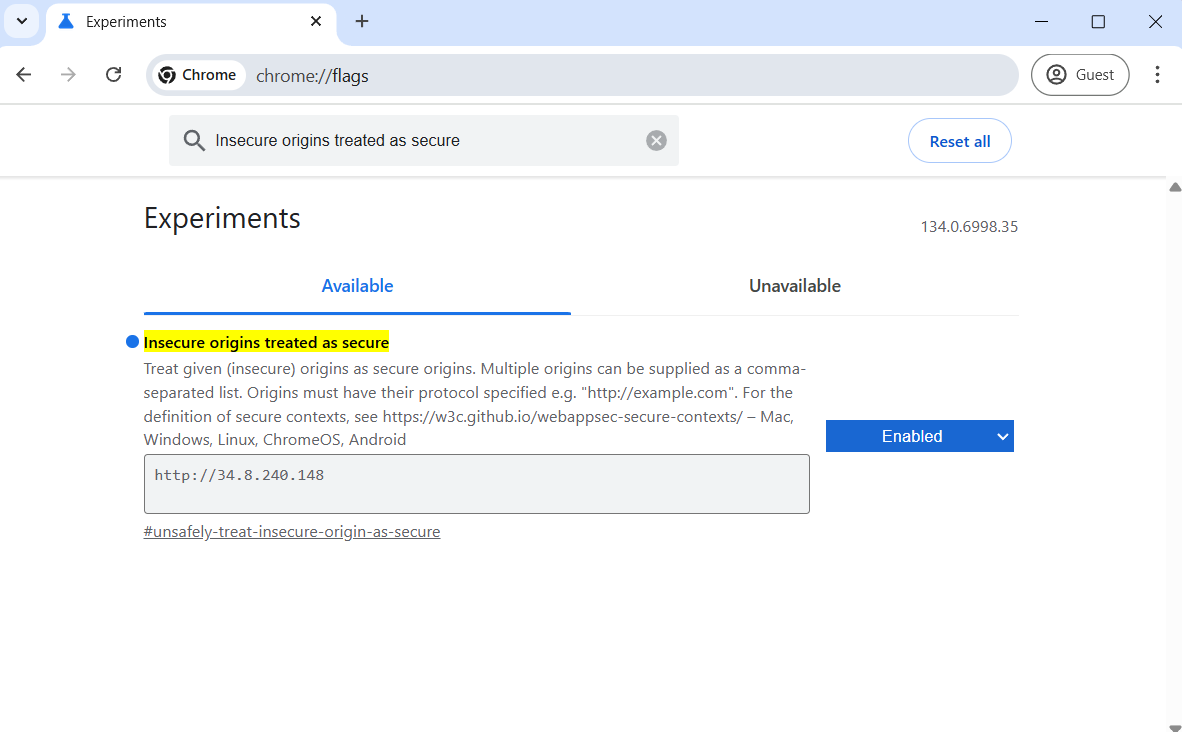 Experiments
Chrome
chrome://flags
Guest
Insecure origins treated as secure
Reset all
Experiments
134.0.6998.35
Available
Unavailable
Insecure origins treated as secure
Treat given (insecure) origins as secure origins. Multiple origins can be supplied as a comma-
separated list. Origins must have their protocol specified e.g. "http://example.com". For the
definition of secure contexts, see https://w3c.github.io/webappsec-secure-contexts/ – Mac,
Windows, Linux, ChromeOS, Android
Enabled
http://34.8.240.148
#unsafely-treat-insecure-origin-as-secure